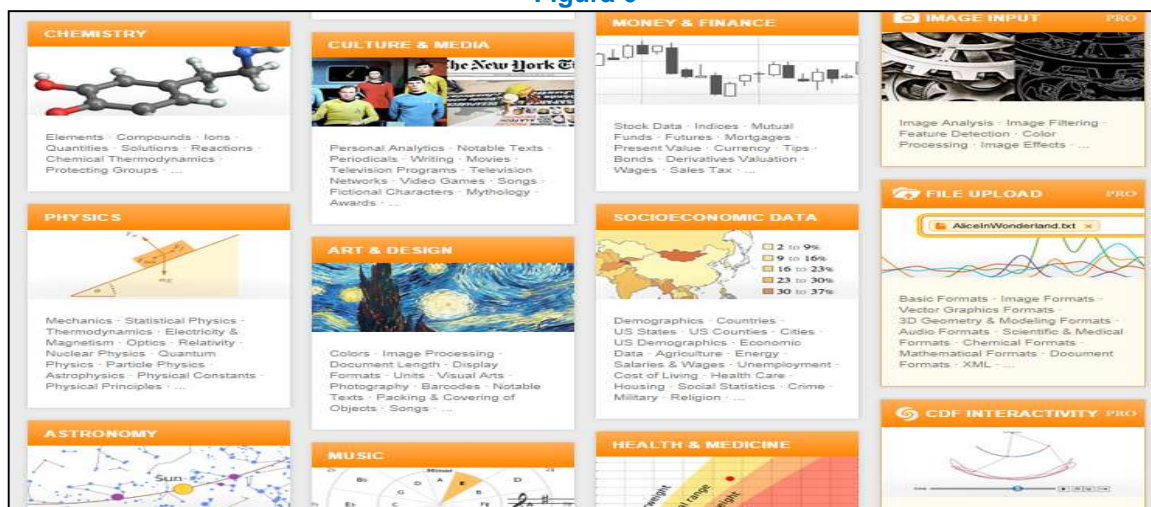 CHEMISTRY
Elements · Compounds · Ions ·
Quantities · Solutions · Reactions ·
Chemical Thermodynamics ·
Protecting Groups · ...
PHYSICS
Mechanics · Statistical Physics ·
Thermodynamics · Electricity &
Magnetism · Optics · Relativity ·
Nuclear Physics · Quantum
Physics · Particle Physics ·
Astrophysics · Physical Constants ·
Physical Principles · ...
ASTRONOMY
Sun
CULTURE & MEDIA
The New York
Personal Analytics · Notable Texts ·
Periodicals · Writing · Movies ·
Television Programs · Television
Networks · Video Games · Songs ·
Fictional Characters · Mythology ·
Awards · ...
ART & DESIGN
Colors · Image Processing ·
Document Length · Display
Formats · Units · Visual Arts ·
Photography · Barcodes · Notable
Texts · Packing & Covering of
Objects · Songs · ...
MUSIC
Minor
MONEY & FINANCE
Stock Data · Indices · Mutual
Funds · Futures · Mortgages ·
Present Value · Currency · Tips ·
Bonds · Derivatives Valuation ·
Wages · Sales Tax · ...
SOCIOECONOMIC DATA
2 to 9%
9 to 16%
16 to 23%
23 to 30%
30 to 37%
Demographics · Countries ·
US States · US Counties · Cities ·
US Demographics · Economic
Data · Agriculture · Energy ·
Salaries & Wages · Unemployment ·
Cost of Living · Health Care ·
Housing · Social Statistics · Crime ·
Military · Religion · ...
HEALTH & MEDICINE
IMAGE INPUT PRO
Image Analysis · Image Filtering ·
Feature Detection · Color
Processing · Image Effects · ...
FILE UPLOAD PRO
AliceInWonderland.txt
Basic Formats · Image Formats ·
Vector Graphics Formats ·
3D Geometry & Modeling Formats ·
Audio Formats · Scientific & Medical
Formats · Chemical Formats ·
Mathematical Formats · Document
Formats · XML · ...
CDF INTERACTIVITY PRO